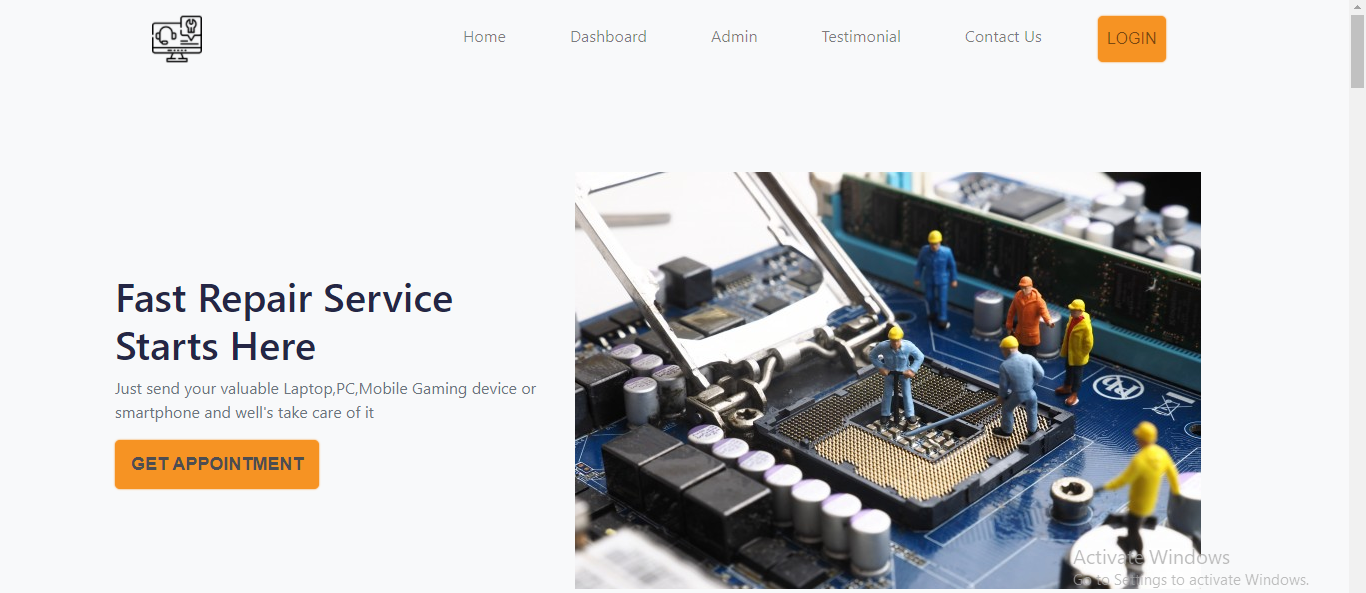 Home Dashboard Admin Testimonial Contact Us LOGIN
Fast Repair Service
Starts Here
Just send your valuable Laptop,PC,Mobile Gaming device or
smartphone and well's take care of it
GET APPOINTMENT
Activate Windows
Go to Settings to activate Windows.